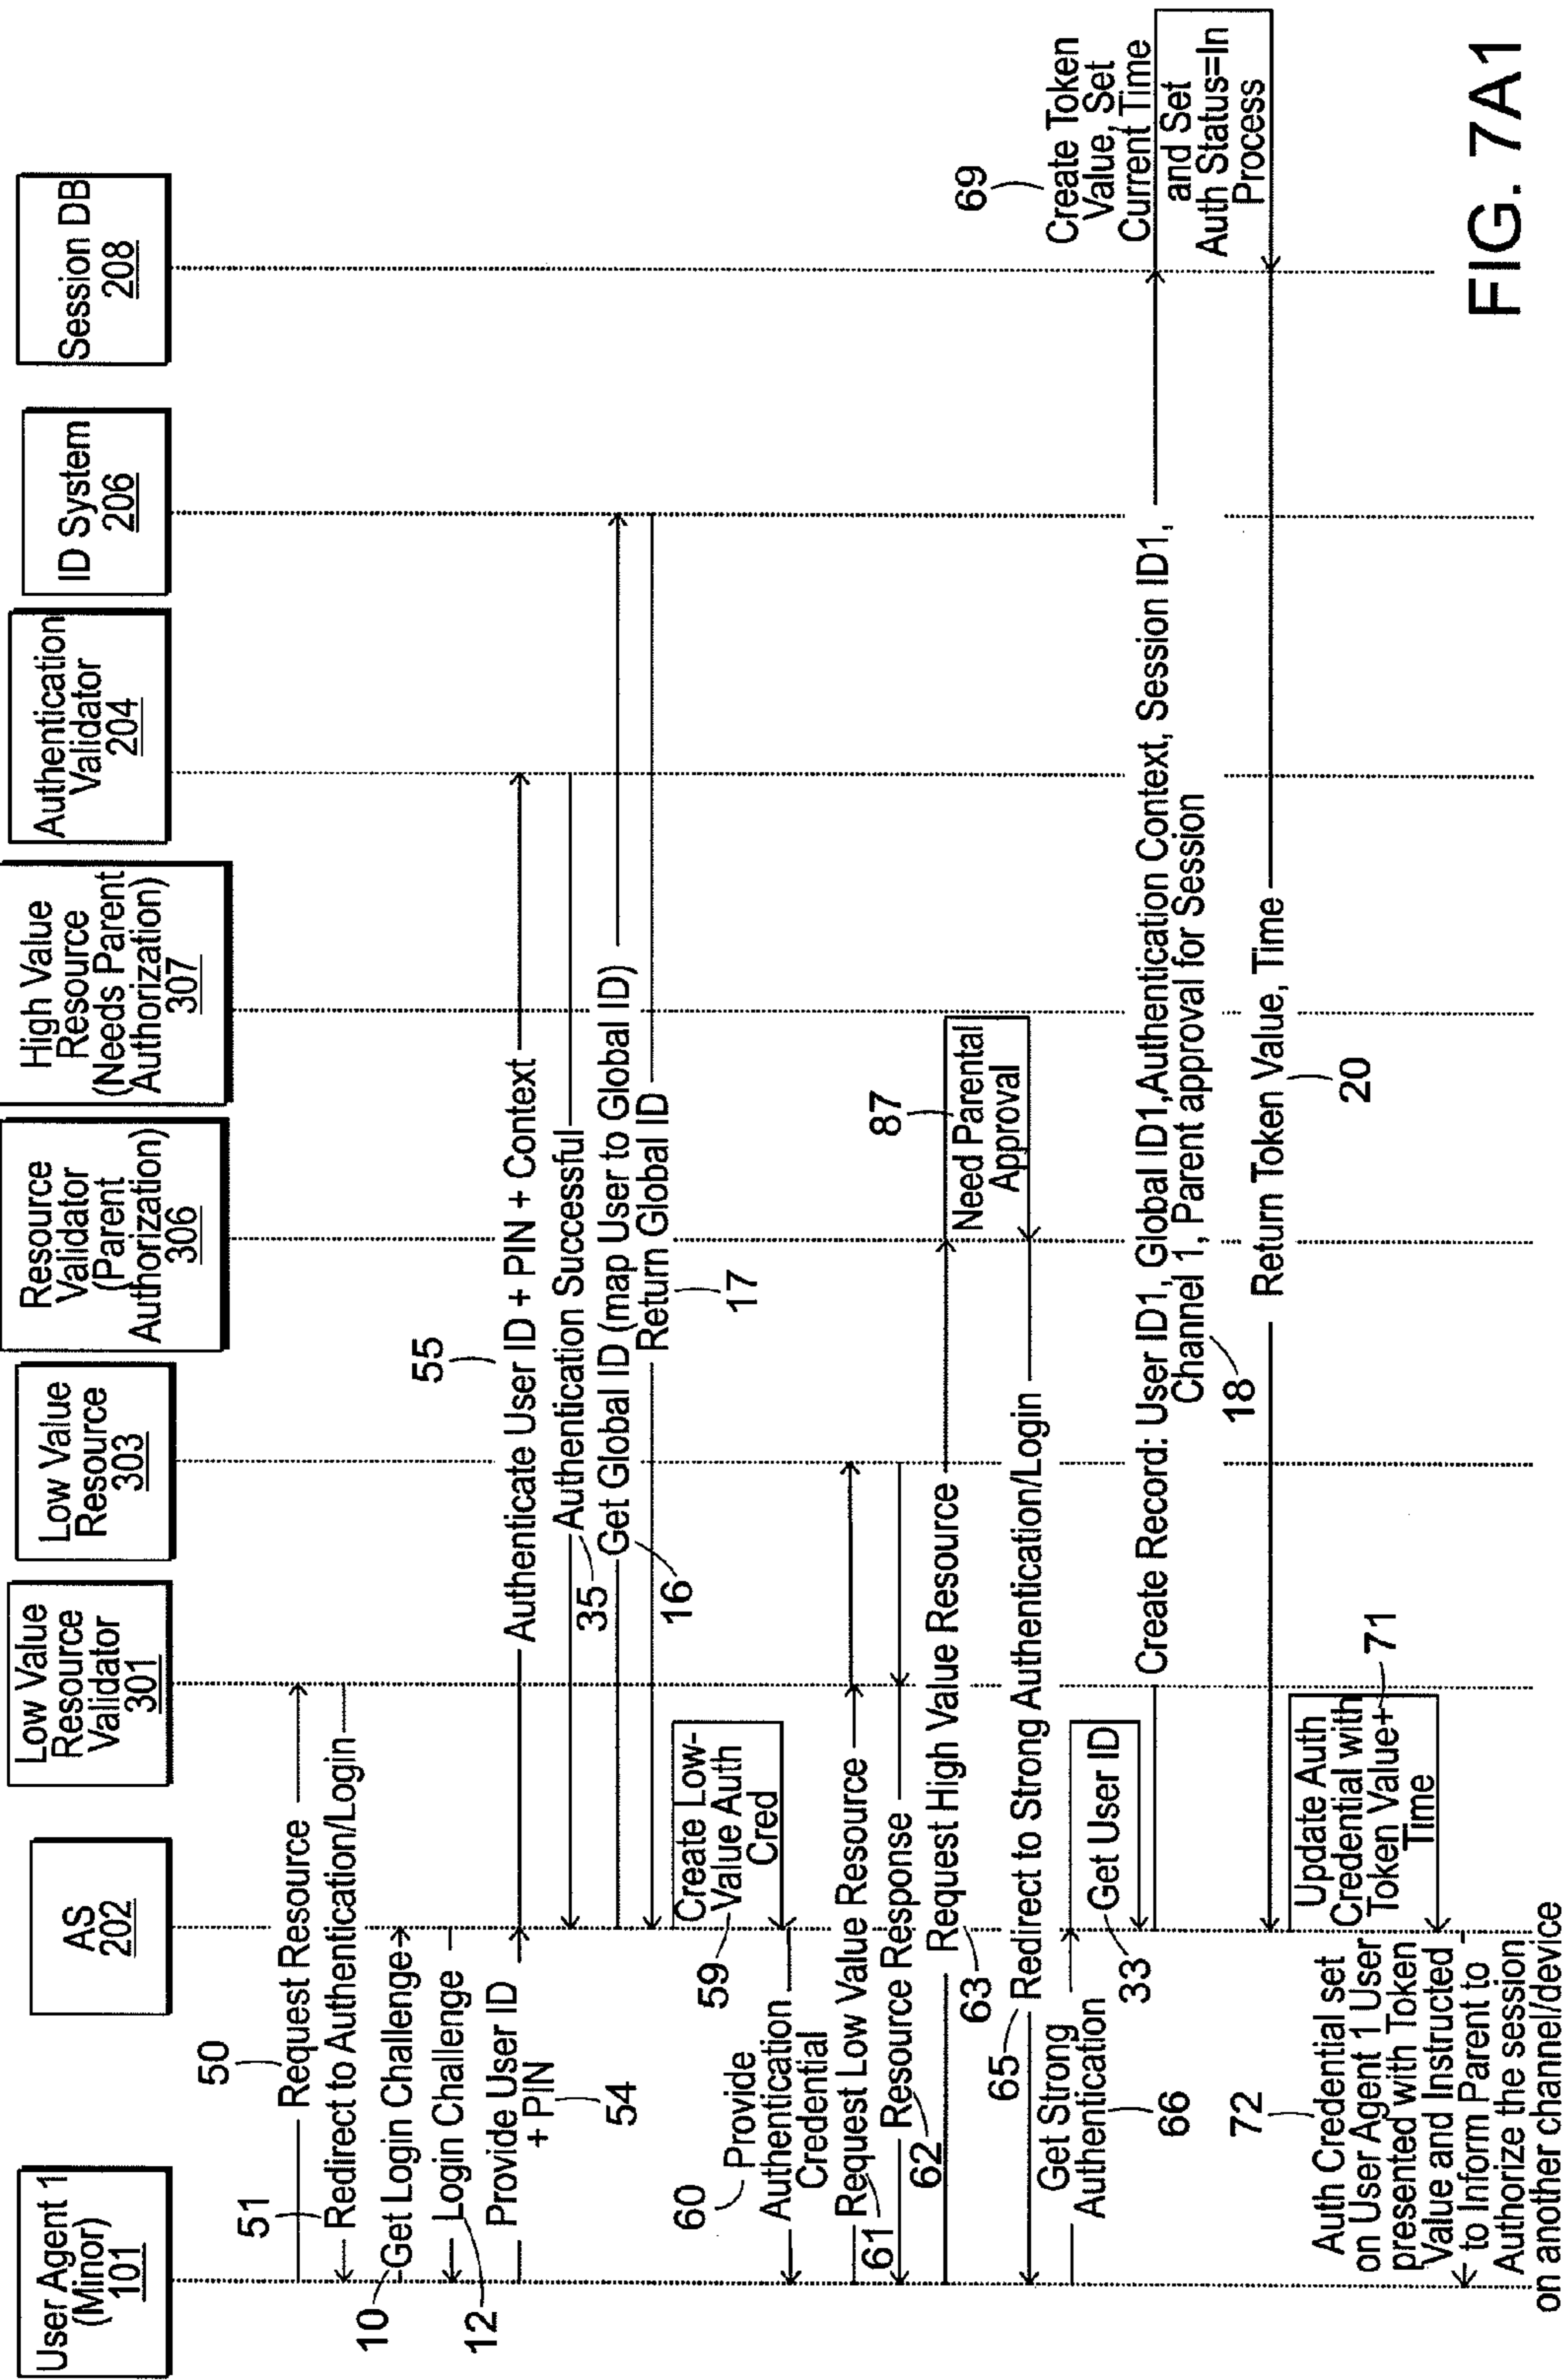 User Agent 1
(Minor)
101
AS
202
Low Value
Resource
Validator
301
Low Value
Resource
303
Resource
Validator
(Parent
Authorization)
306
High Value
Resource
(Needs Parent
Authorization)
307
Authentication
Validator
204
ID System
206
Session DB
208
50
Request Resource
51
Redirect to Authentication/Login
10
Get Login Challenge
12
Login Challenge
Provide User ID
+ PIN
54
55
Authenticate User ID + PIN + Context
Authentication Successful
35
Get Global ID (map User to Global ID)
16
Return Global ID
17
Create Low-
Value Auth
Cred
59
60
Provide
Authentication
Credential
Request Low Value Resource
61
Resource Response
62
Request High Value Resource
63
87
Need Parental
Approval
65
Redirect to Strong Authentication/Login
Get Strong
Authentication
66
Get User ID
33
Create Record: User ID1, Global ID1,Authentication Context, Session ID1,
Channel 1, Parent approval for Session
18
69
Create Token
Value, Set
Current Time
and Set
Auth Status=In
Process
Return Token Value, Time
20
Update Auth
Credential with
Token Value+
Time
71
72
Auth Credential set
on User Agent 1 User
presented with Token
Value and Instructed
to Inform Parent to
Authorize the session
on another channel/device
FIG. 7A1